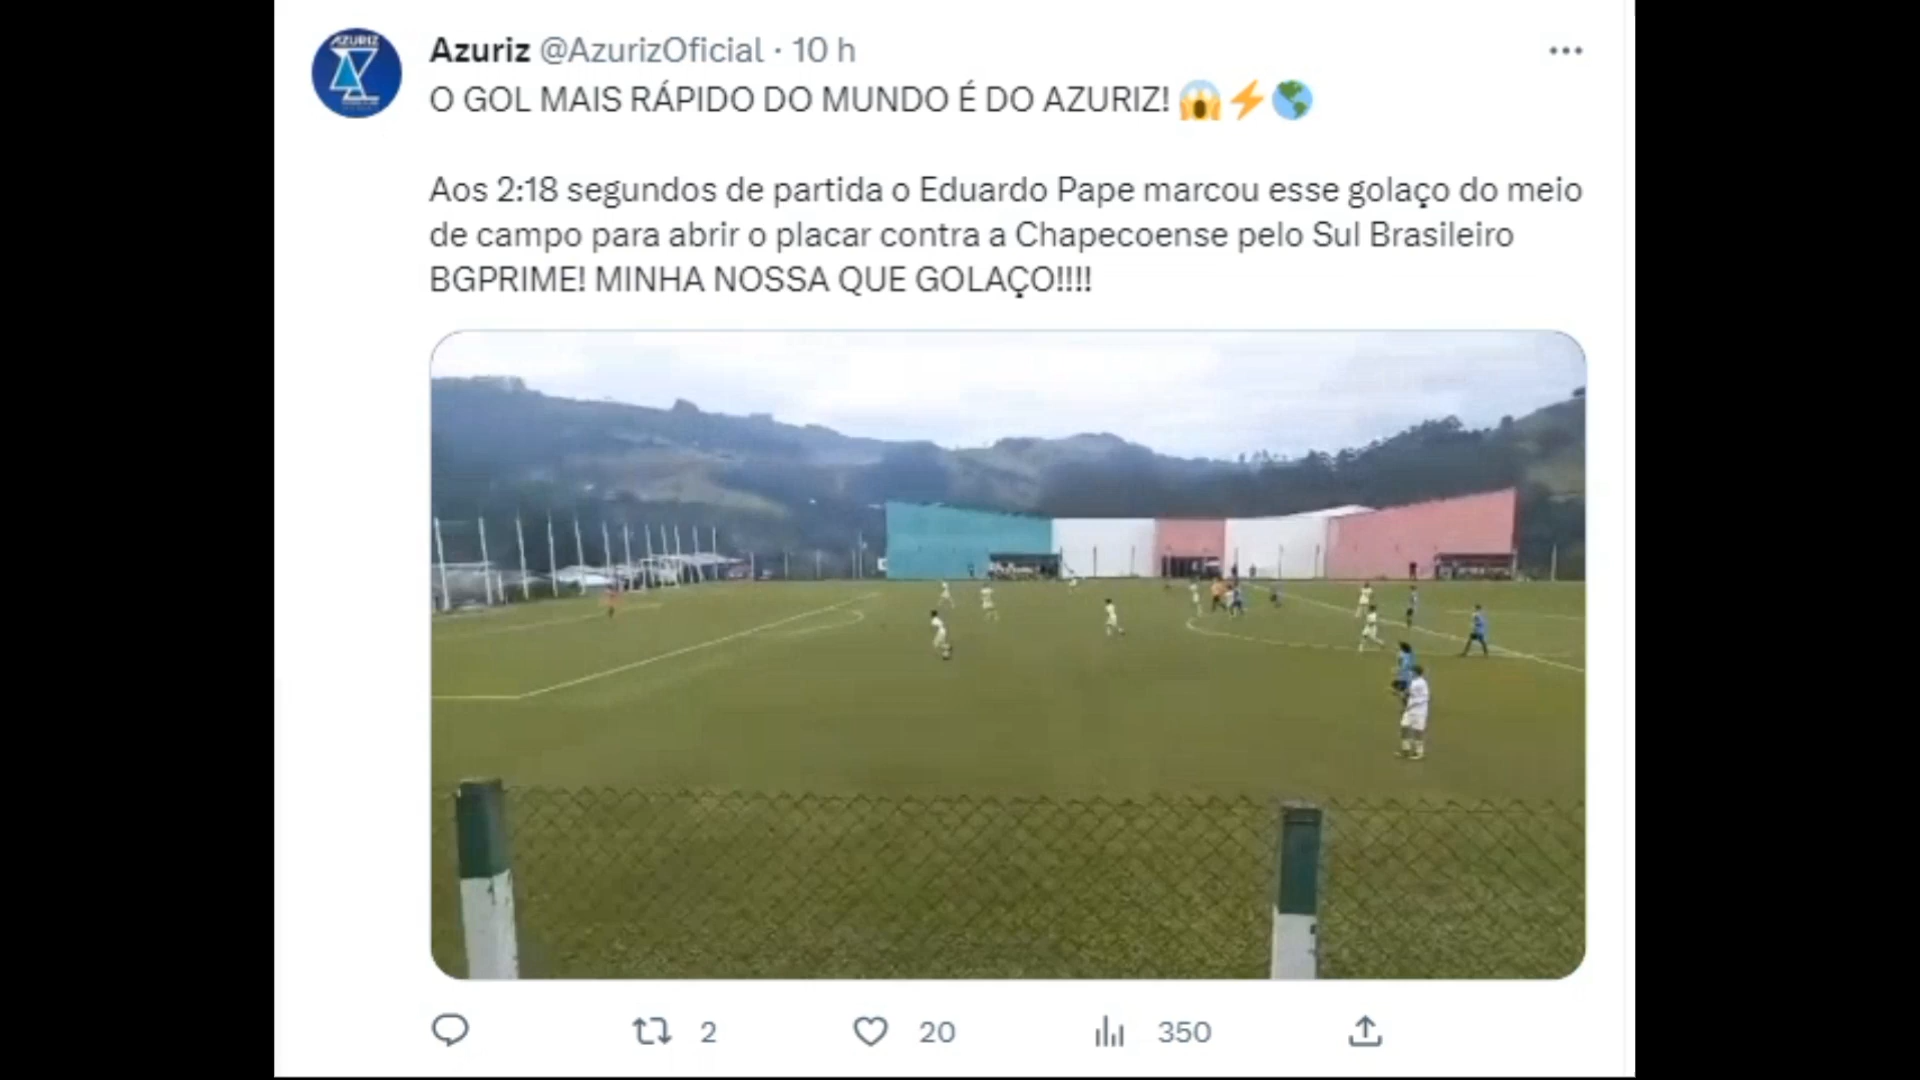 AZURIZ
Azuriz @AzurizOficial · 10 h
O GOL MAIS RÁPIDO DO MUNDO É DO AZURIZ! 😱⚡🌎
Aos 2:18 segundos de partida o Eduardo Pape marcou esse golaço do meio
de campo para abrir o placar contra a Chapecoense pelo Sul Brasileiro
BGPRIME! MINHA NOSSA QUE GOLAÇO!!!!
2 20 350